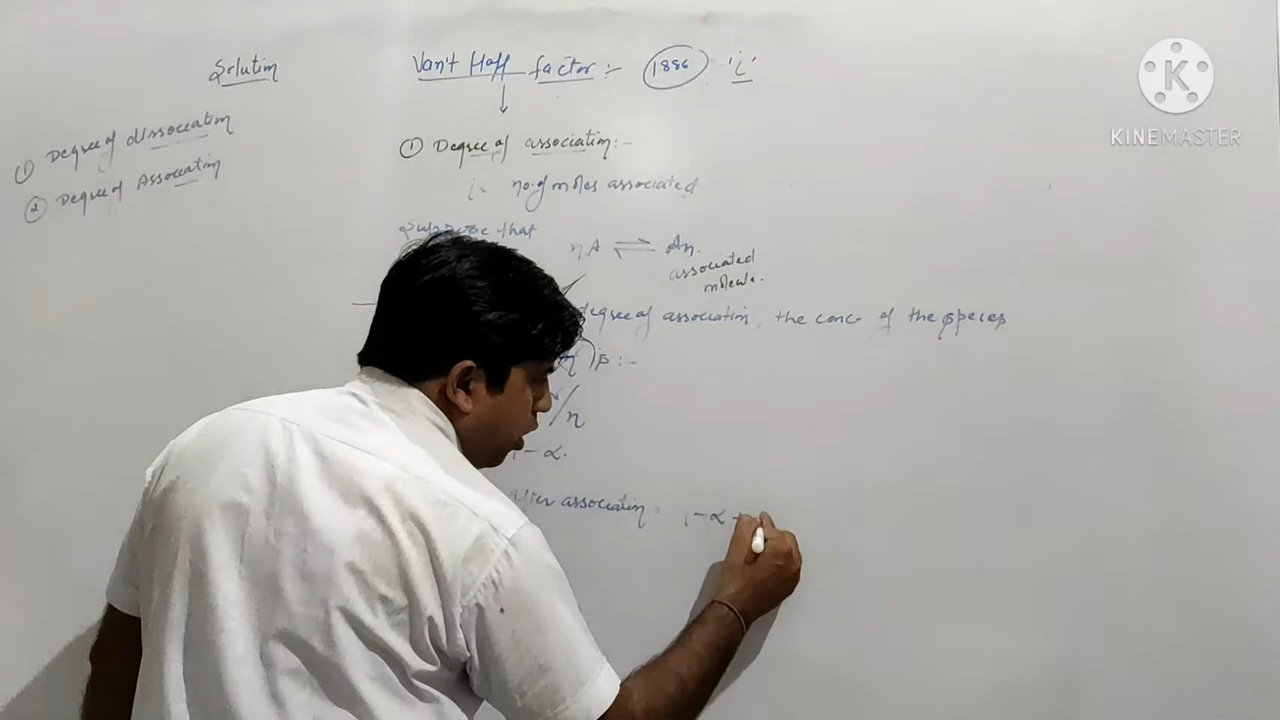 Solution
① Degree of dissociation
② Degree of Association
Van't Hoff factor :- 1886 'i'
① Degree of association :-
i = no. of moles associated
Suppose that
nA ⇌ An.
associated
molecule.
degree of association, the conc of the species
is :-
/n
1-α.
After association = 1-α +
K
KINEMASTER